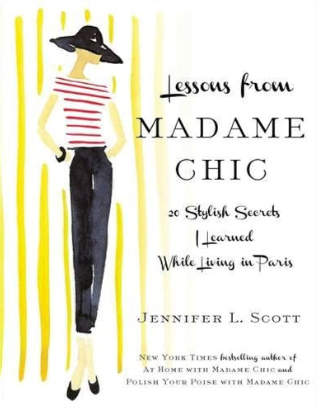 Lessons from
MADAME
CHIC
20 Stylish Secrets
I Learned
While Living in Paris
JENNIFER L. SCOTT
NEW YORK TIMES bestselling author of
AT HOME WITH MADAME CHIC and
POLISH YOUR POISE WITH MADAME CHIC